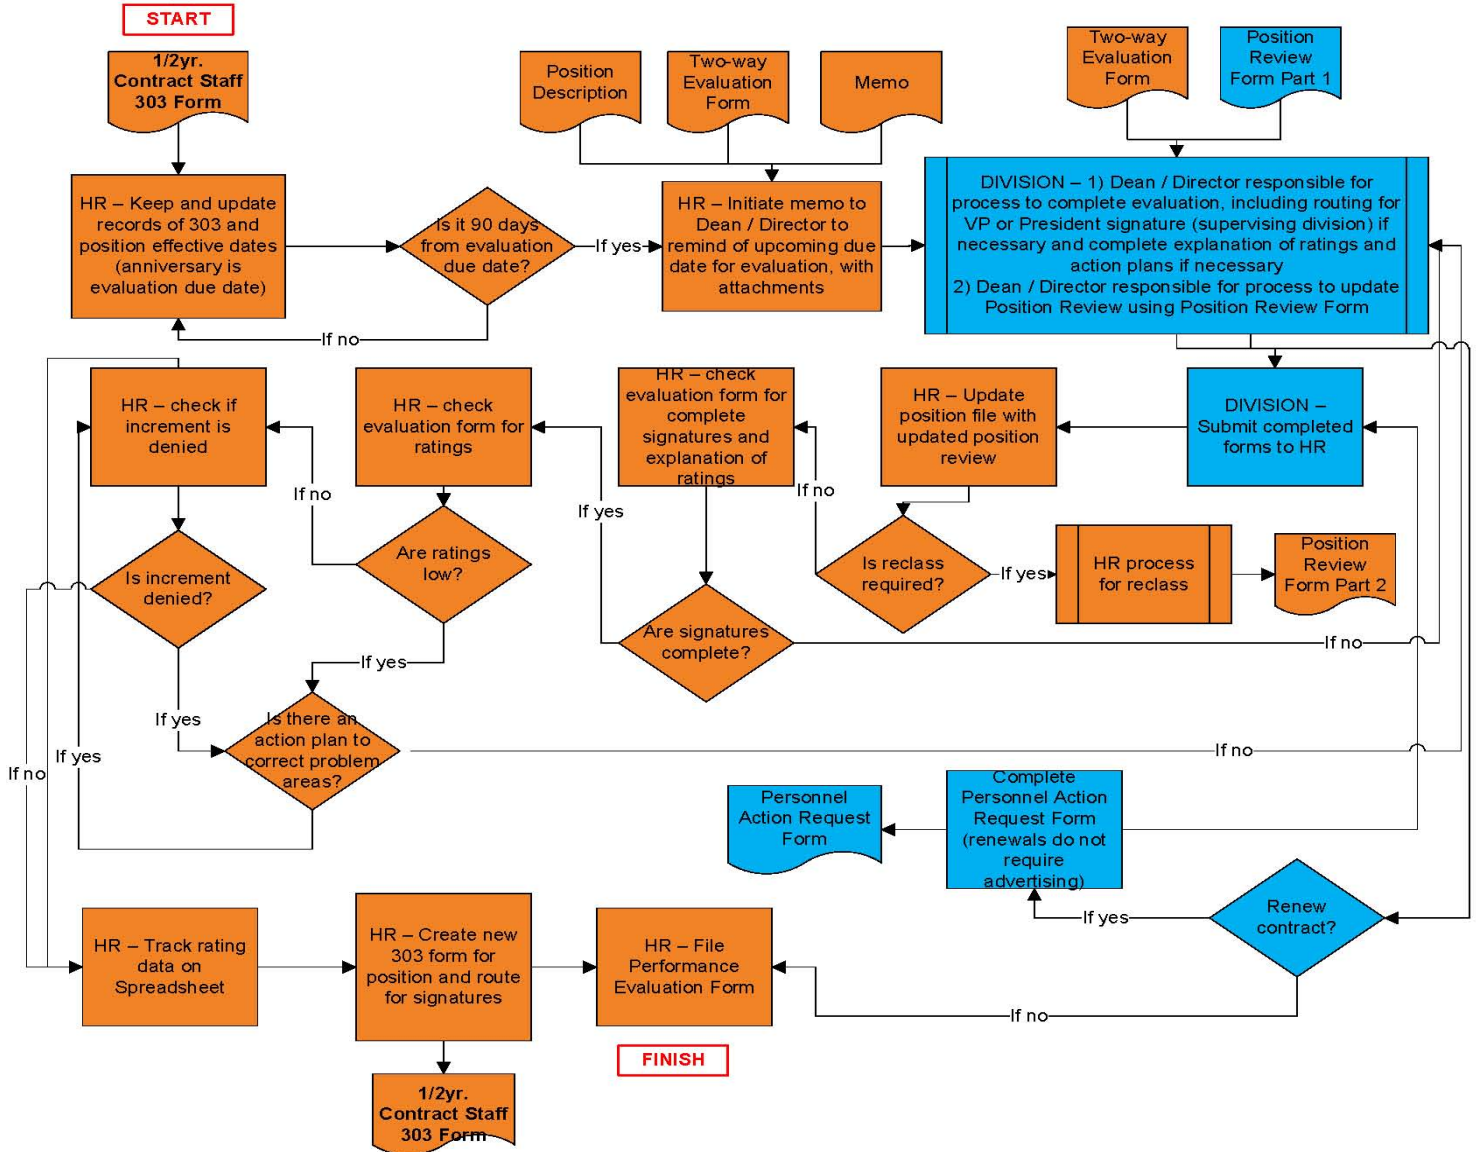 START
1/2yr.
Contract Staff
303 Form
Position
Description
Two-way
Evaluation
Form
Memo
Two-way
Evaluation
Form
Position
Review
Form Part 1
HR – Keep and update
records of 303 and
position effective dates
(anniversary is
evaluation due date)
Is it 90 days
from evaluation
due date?
If yes
If no
HR – Initiate memo to
Dean / Director to
remind of upcoming due
date for evaluation, with
attachments
DIVISION – 1) Dean / Director responsible for
process to complete evaluation, including routing for
VP or President signature (supervising division) if
necessary and complete explanation of ratings and
action plans if necessary
2) Dean / Director responsible for process to update
Position Review using Position Review Form
HR – check if
increment is
denied
HR – check
evaluation form for
ratings
HR – check
evaluation form for
complete
signatures and
explanation of
ratings
HR – Update
position file with
updated position
review
DIVISION –
Submit completed
forms to HR
If no
If yes
If no
Is increment
denied?
Are ratings
low?
Is reclass
required?
If yes
HR process
for reclass
Position
Review
Form Part 2
Are signatures
complete?
If no
If yes
If yes
Is there an
action plan to
correct problem
areas?
If yes
If no
If no
Personnel
Action Request
Form
Complete
Personnel Action
Request Form
(renewals do not
require
advertising)
If yes
Renew
contract?
HR – Track rating
data on
Spreadsheet
HR – Create new
303 form for
position and route
for signatures
HR – File
Performance
Evaluation Form
If no
FINISH
1/2yr.
Contract Staff
303 Form